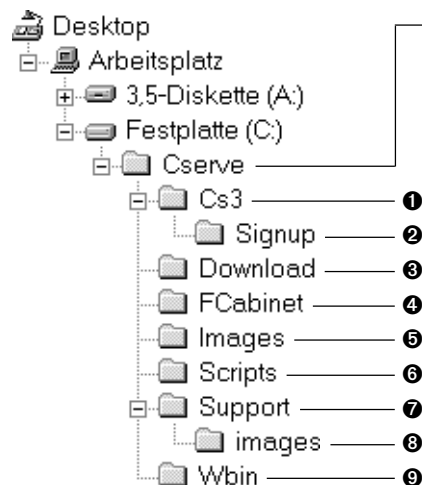 Desktop
Arbeitsplatz
3,5-Diskette (A:)
Festplatte (C:)
Cserve
Cs3 ❶
Signup ❷
Download ❸
FCabinet ❹
Images ❺
Scripts ❻
Support ❼
images ❽
Wbin ❾